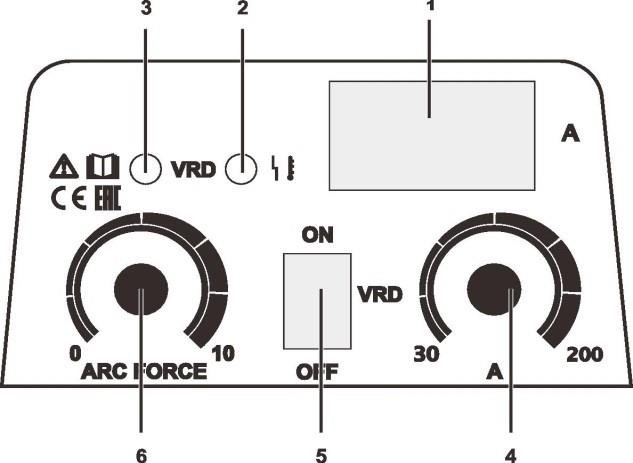 3 2 1
VRD A
CE EAC
ON
VRD
0 10 30 200
ARC FORCE OFF A
6 5 4